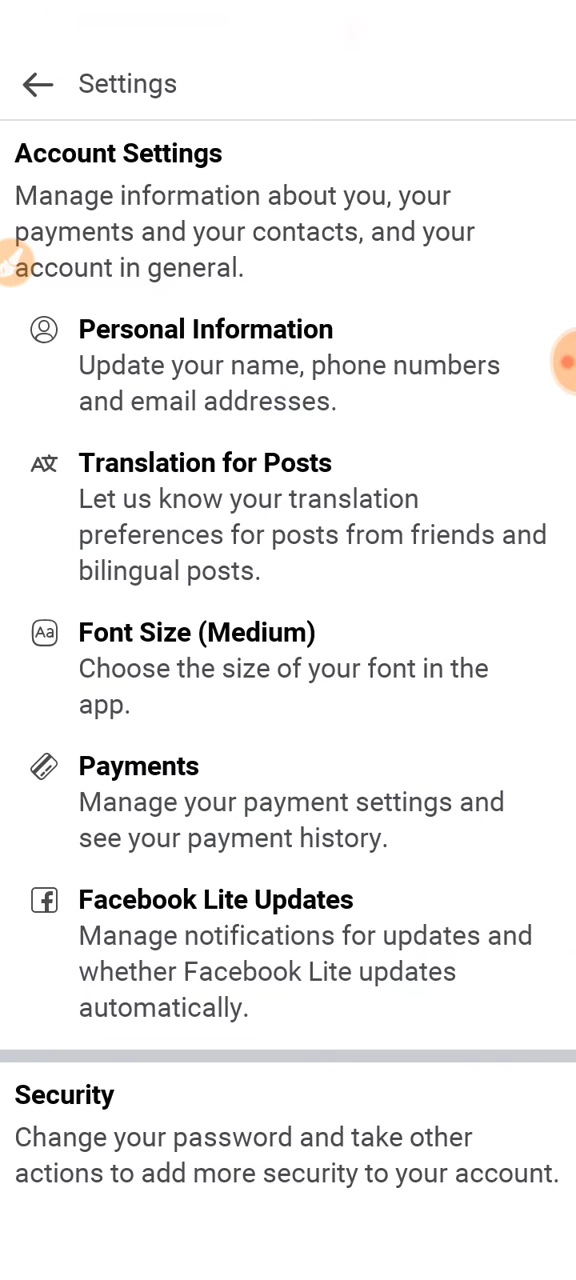 Settings
Account Settings
Manage information about you, your
payments and your contacts, and your
account in general.
Personal Information
Update your name, phone numbers
and email addresses.
Translation for Posts
Let us know your translation
preferences for posts from friends and
bilingual posts.
Aa Font Size (Medium)
Choose the size of your font in the
app.
Payments
Manage your payment settings and
see your payment history.
Facebook Lite Updates
Manage notifications for updates and
whether Facebook Lite updates
automatically.
Security
Change your password and take other
actions to add more security to your account.